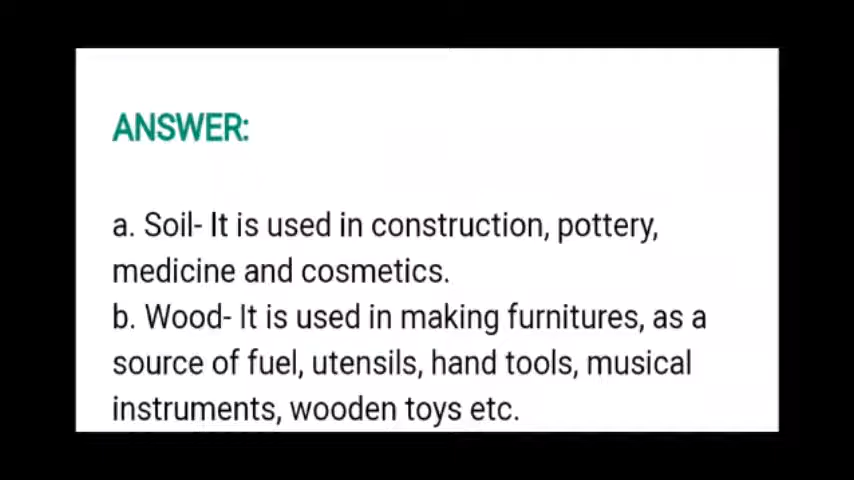 ANSWER:
a. Soil- It is used in construction, pottery,
medicine and cosmetics.
b. Wood- It is used in making furnitures, as a
source of fuel, utensils, hand tools, musical
instruments, wooden toys etc.